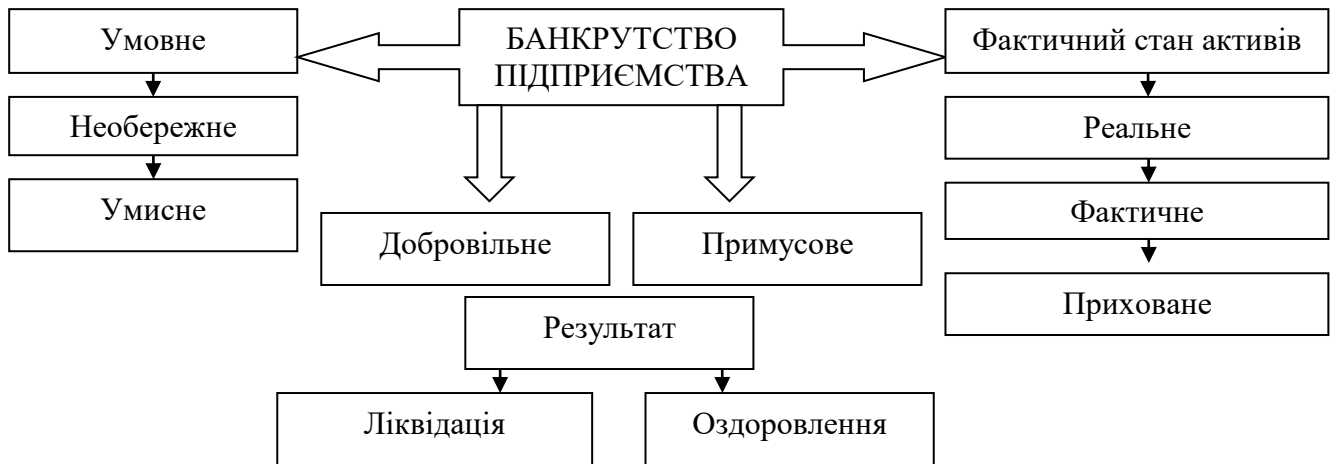 Умовне
БАНКРУТСТВО
ПІДПРИЄМСТВА
Фактичний стан активів
Необережне
Реальне
Умисне
Фактичне
Добровільне
Примусове
Приховане
Результат
Ліквідація
Оздоровлення